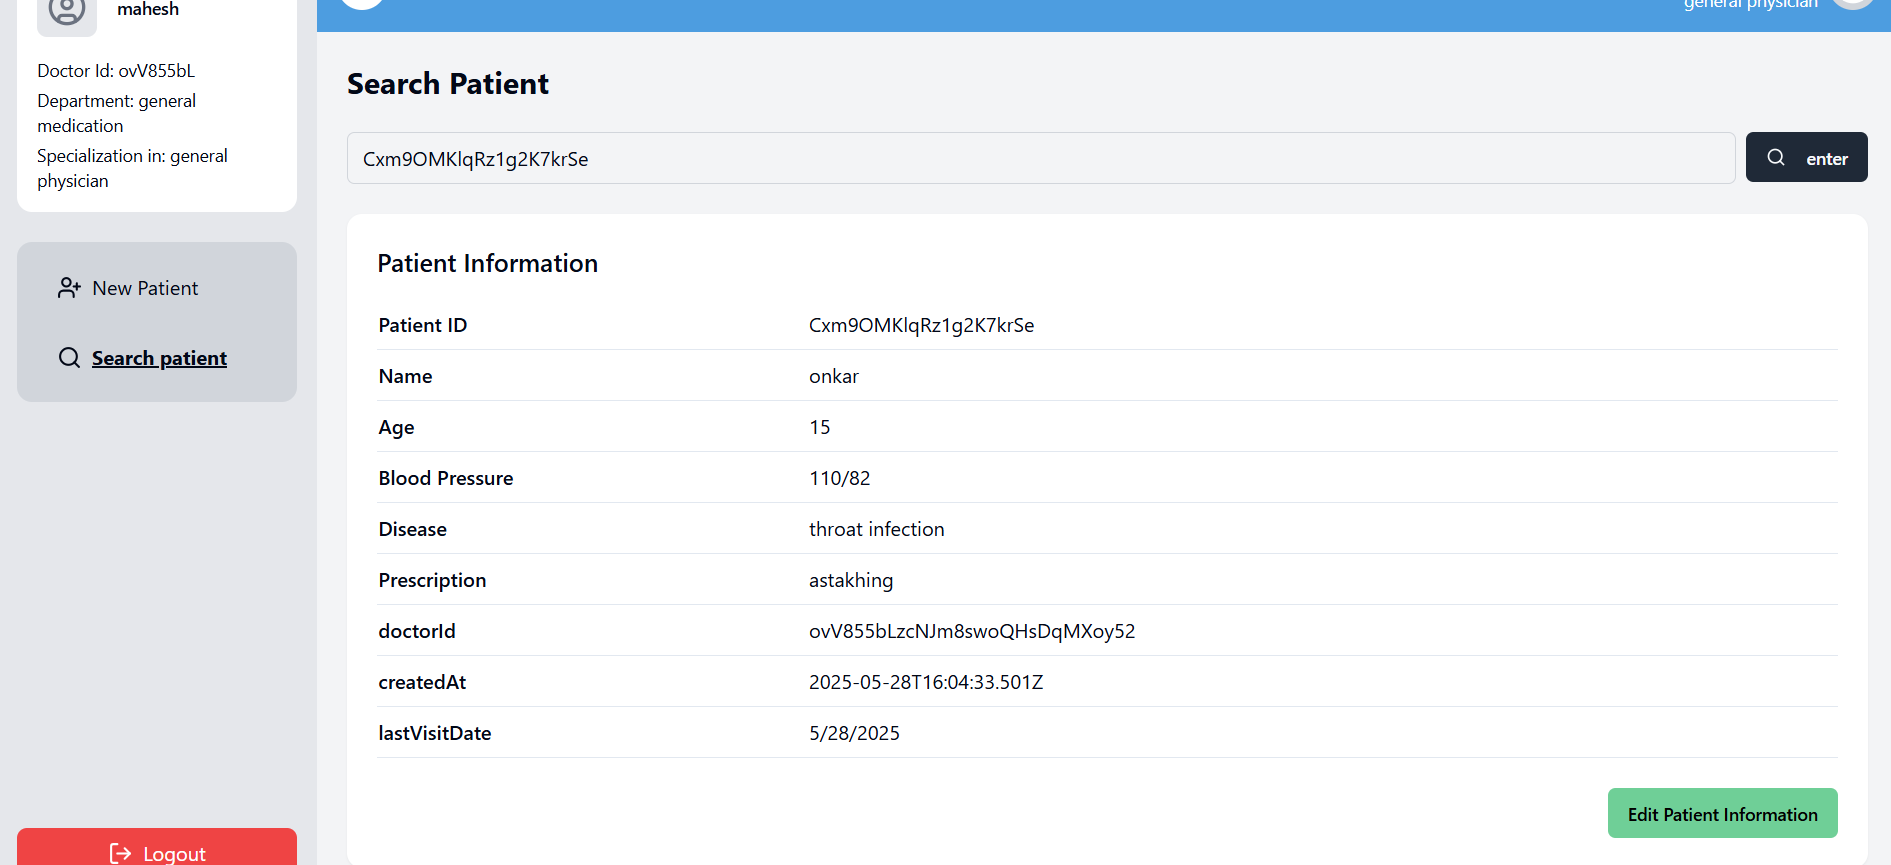 mahesh
Doctor Id: ovV855bL
Department: general
medication
Specialization in: general
physician
New Patient
Search patient
Logout
general physician
Search Patient
Cxm9OMKlqRz1g2K7krSe
enter
Patient Information
Patient ID Cxm9OMKlqRz1g2K7krSe
Name onkar
Age 15
Blood Pressure 110/82
Disease throat infection
Prescription astakhing
doctorId ovV855bLzcNJm8swoQHsDqMXoy52
createdAt 2025-05-28T16:04:33.501Z
lastVisitDate 5/28/2025
Edit Patient Information